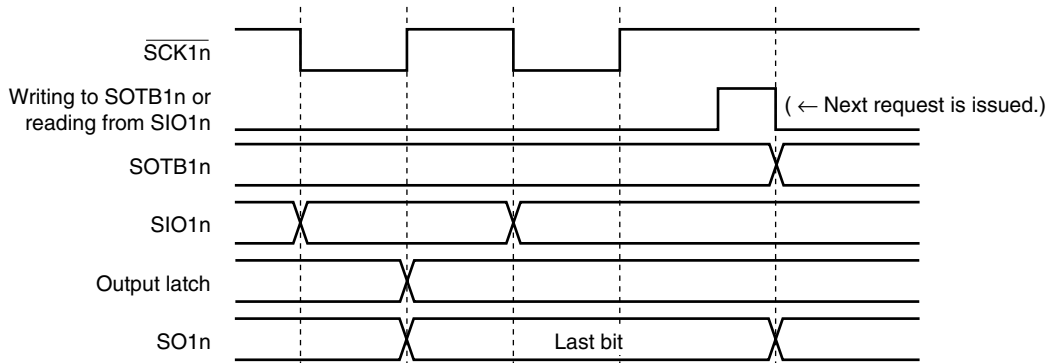 SCK1n
Writing to SOTB1n or
reading from SIO1n
( ← Next request is issued.)
SOTB1n
SIO1n
Output latch
SO1n
Last bit